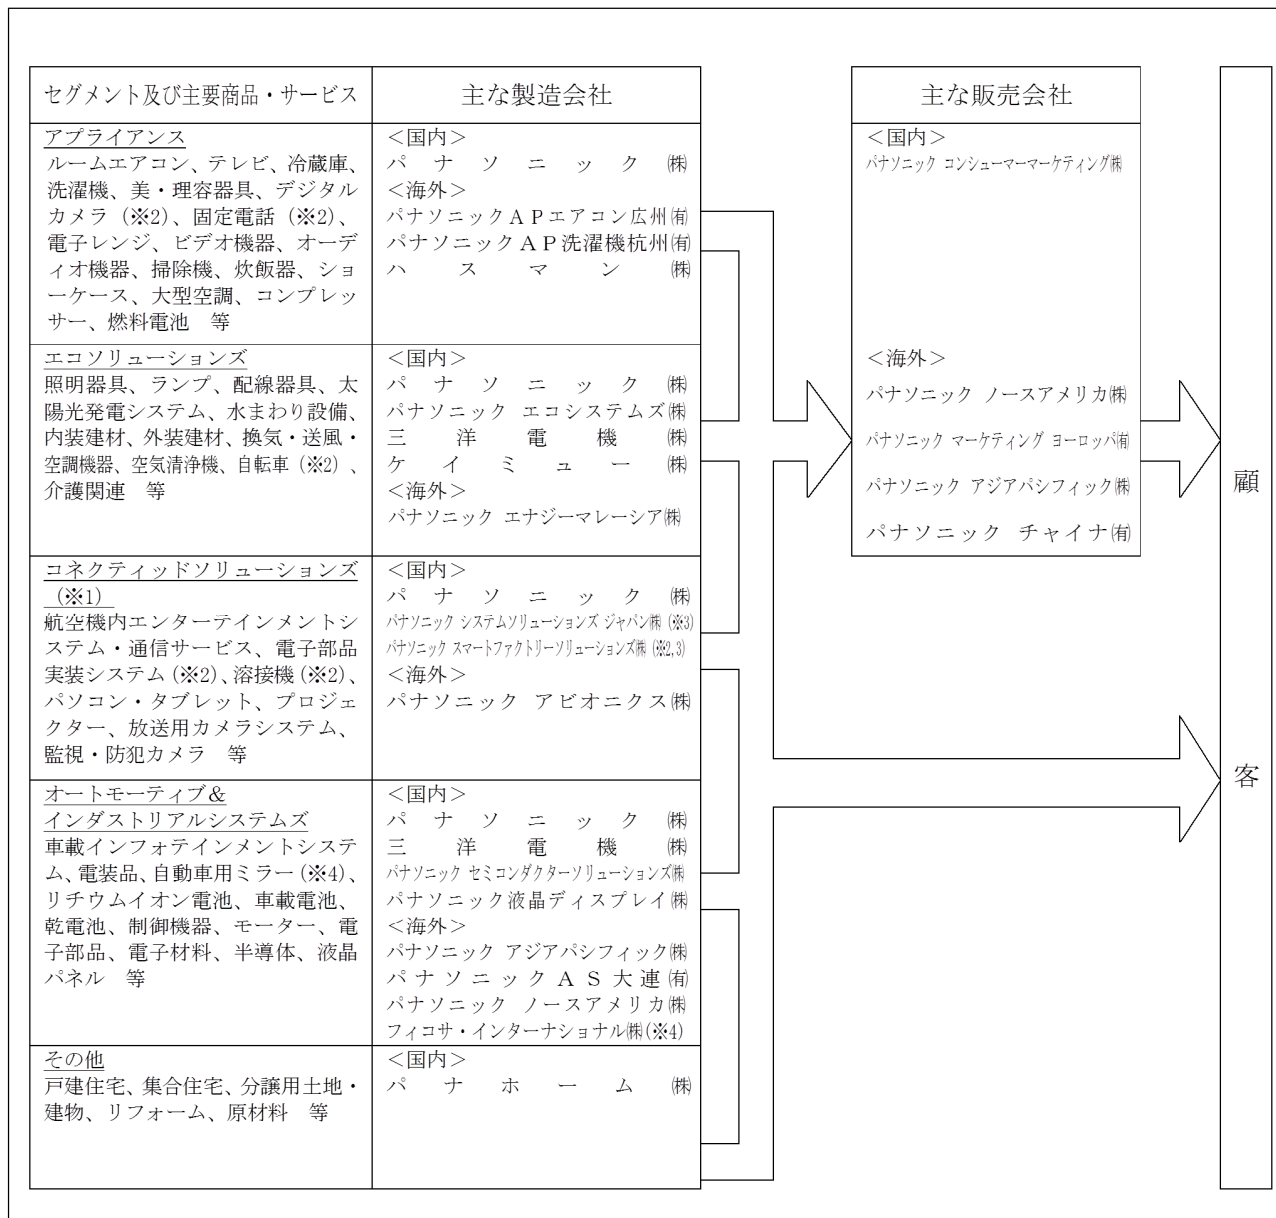 セグメント及び主要商品・サービス
主な製造会社
アプライアンス
ルームエアコン、テレビ、冷蔵庫、
洗濯機、美・理容器具、デジタル
カメラ（※2）、固定電話（※2）、
電子レンジ、ビデオ機器、オーデ
ィオ機器、掃除機、炊飯器、ショ
ーケース、大型空調、コンプレッ
サー、燃料電池　等
＜国内＞
パナソニック㈱
＜海外＞
パナソニックＡＰエアコン広州㈲
パナソニックＡＰ洗濯機杭州㈲
ハスマン㈱
エコソリューションズ
照明器具、ランプ、配線器具、太
陽光発電システム、水まわり設備、
内装建材、外装建材、換気・送風・
空調機器、空気清浄機、自転車（※2）、
介護関連　等
＜国内＞
パナソニック㈱
パナソニック エコシステムズ㈱
三洋電機㈱
ケイミュー㈱
＜海外＞
パナソニック エナジーマレーシア㈱
コネクティッドソリューションズ
（※1）
航空機内エンターテインメントシ
ステム・通信サービス、電子部品
実装システム（※2）、溶接機（※2）、
パソコン・タブレット、プロジェ
クター、放送用カメラシステム、
監視・防犯カメラ　等
＜国内＞
パナソニック㈱
パナソニック システムソリューションズ ジャパン㈱（※3）
パナソニック スマートファクトリーソリューションズ㈱（※2,3）
＜海外＞
パナソニック アビオニクス㈱
オートモーティブ＆
インダストリアルシステムズ
車載インフォテインメントシステ
ム、電装品、自動車用ミラー（※4）、
リチウムイオン電池、車載電池、
乾電池、制御機器、モーター、電
子部品、電子材料、半導体、液晶
パネル　等
＜国内＞
パナソニック㈱
三洋電機㈱
パナソニック セミコンダクターソリューションズ㈱
パナソニック液晶ディスプレイ㈱
＜海外＞
パナソニック アジアパシフィック㈱
パナソニックＡＳ大連㈲
パナソニック ノースアメリカ㈱
フィコサ・インターナショナル㈱（※4）
その他
戸建住宅、集合住宅、分譲用土地・
建物、リフォーム、原材料　等
＜国内＞
パナホーム㈱
主な販売会社
＜国内＞
パナソニック コンシューマーマーケティング㈱
＜海外＞
パナソニック ノースアメリカ㈱
パナソニック マーケティング ヨーロッパ㈲
パナソニック アジアパシフィック㈱
パナソニック チャイナ㈲
顧客